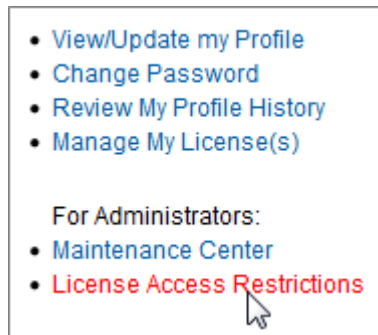 • View/Update my Profile
• Change Password
• Review My Profile History
• Manage My License(s)
For Administrators:
• Maintenance Center
• License Access Restrictions